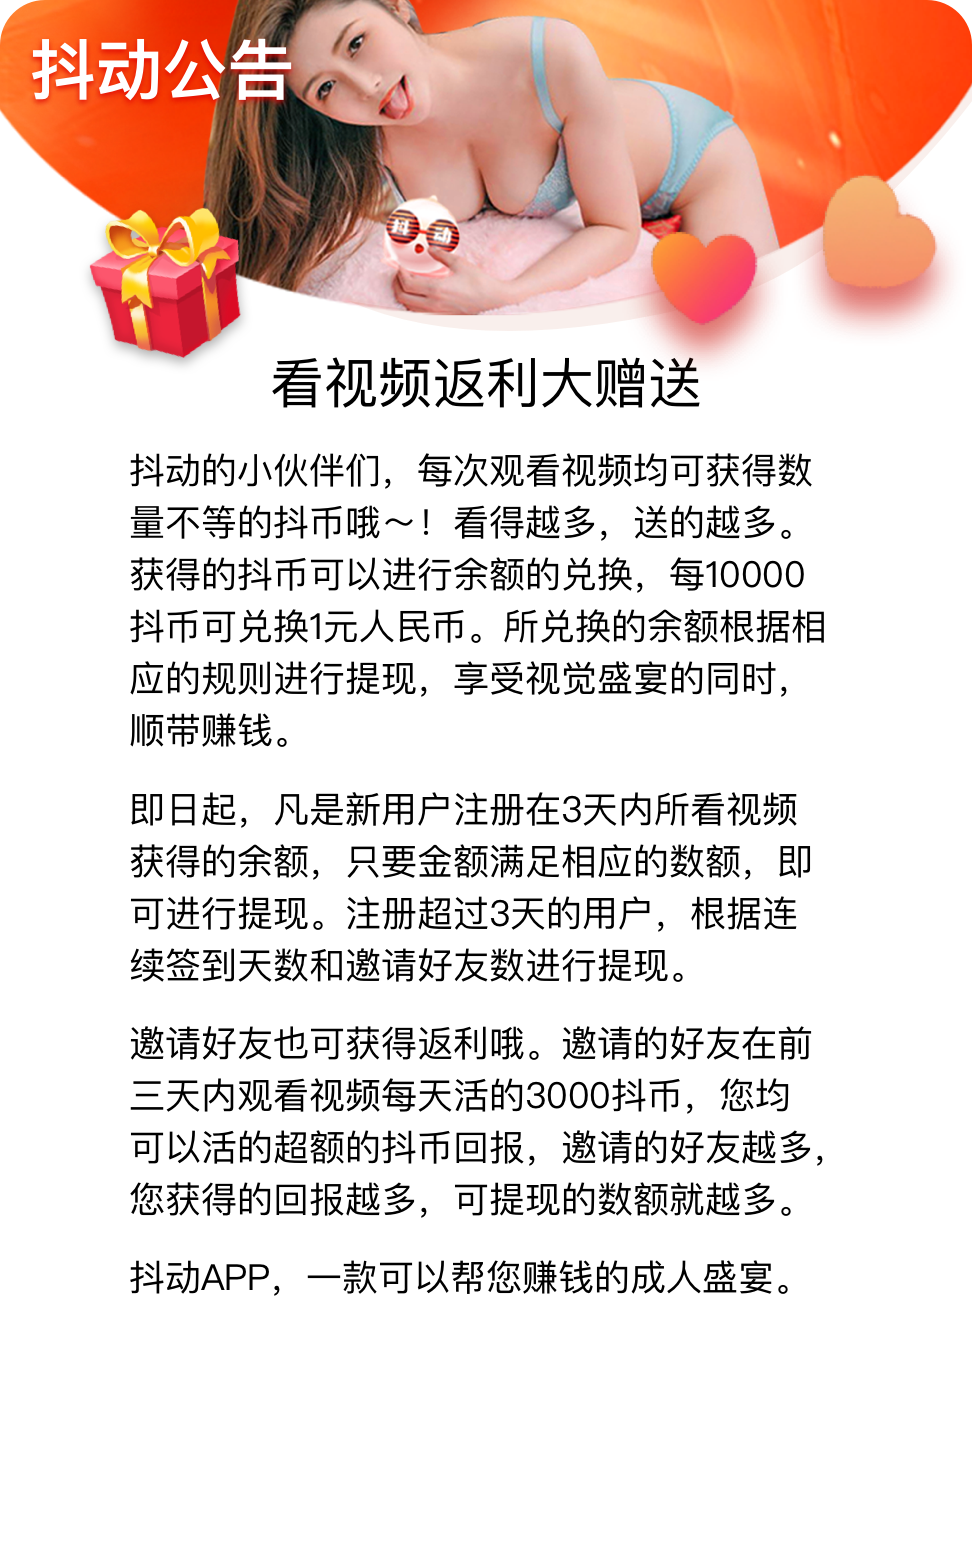 抖动公告
抖动
看视频返利大赠送
抖动的小伙伴们，每次观看视频均可获得数
量不等的抖币哦～！看得越多，送的越多。
获得的抖币可以进行余额的兑换，每10000
抖币可兑换1元人民币。所兑换的余额根据相
应的规则进行提现，享受视觉盛宴的同时，
顺带赚钱。
即日起，凡是新用户注册在3天内所看视频
获得的余额，只要金额满足相应的数额，即
可进行提现。注册超过3天的用户，根据连
续签到天数和邀请好友数进行提现。
邀请好友也可获得返利哦。邀请的好友在前
三天内观看视频每天活的3000抖币，您均
可以活的超额的抖币回报，邀请的好友越多，
您获得的回报越多，可提现的数额就越多。
抖动APP，一款可以帮您赚钱的成人盛宴。